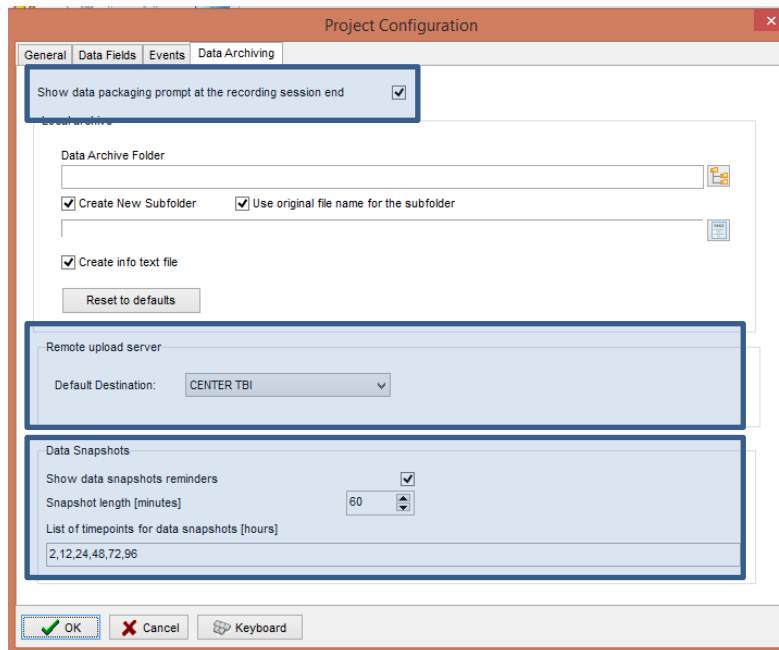 Project Configuration
General Data Fields Events Data Archiving
Show data packaging prompt at the recording session end
Local archive
Data Archive Folder
Create New Subfolder Use original file name for the subfolder
Create info text file
Reset to defaults
Remote upload server
Default Destination: CENTER TBI
Data Snapshots
Show data snapshots reminders
Snapshot length [minutes] 60
List of timepoints for data snapshots [hours]
2,12,24,48,72,96
OK Cancel Keyboard